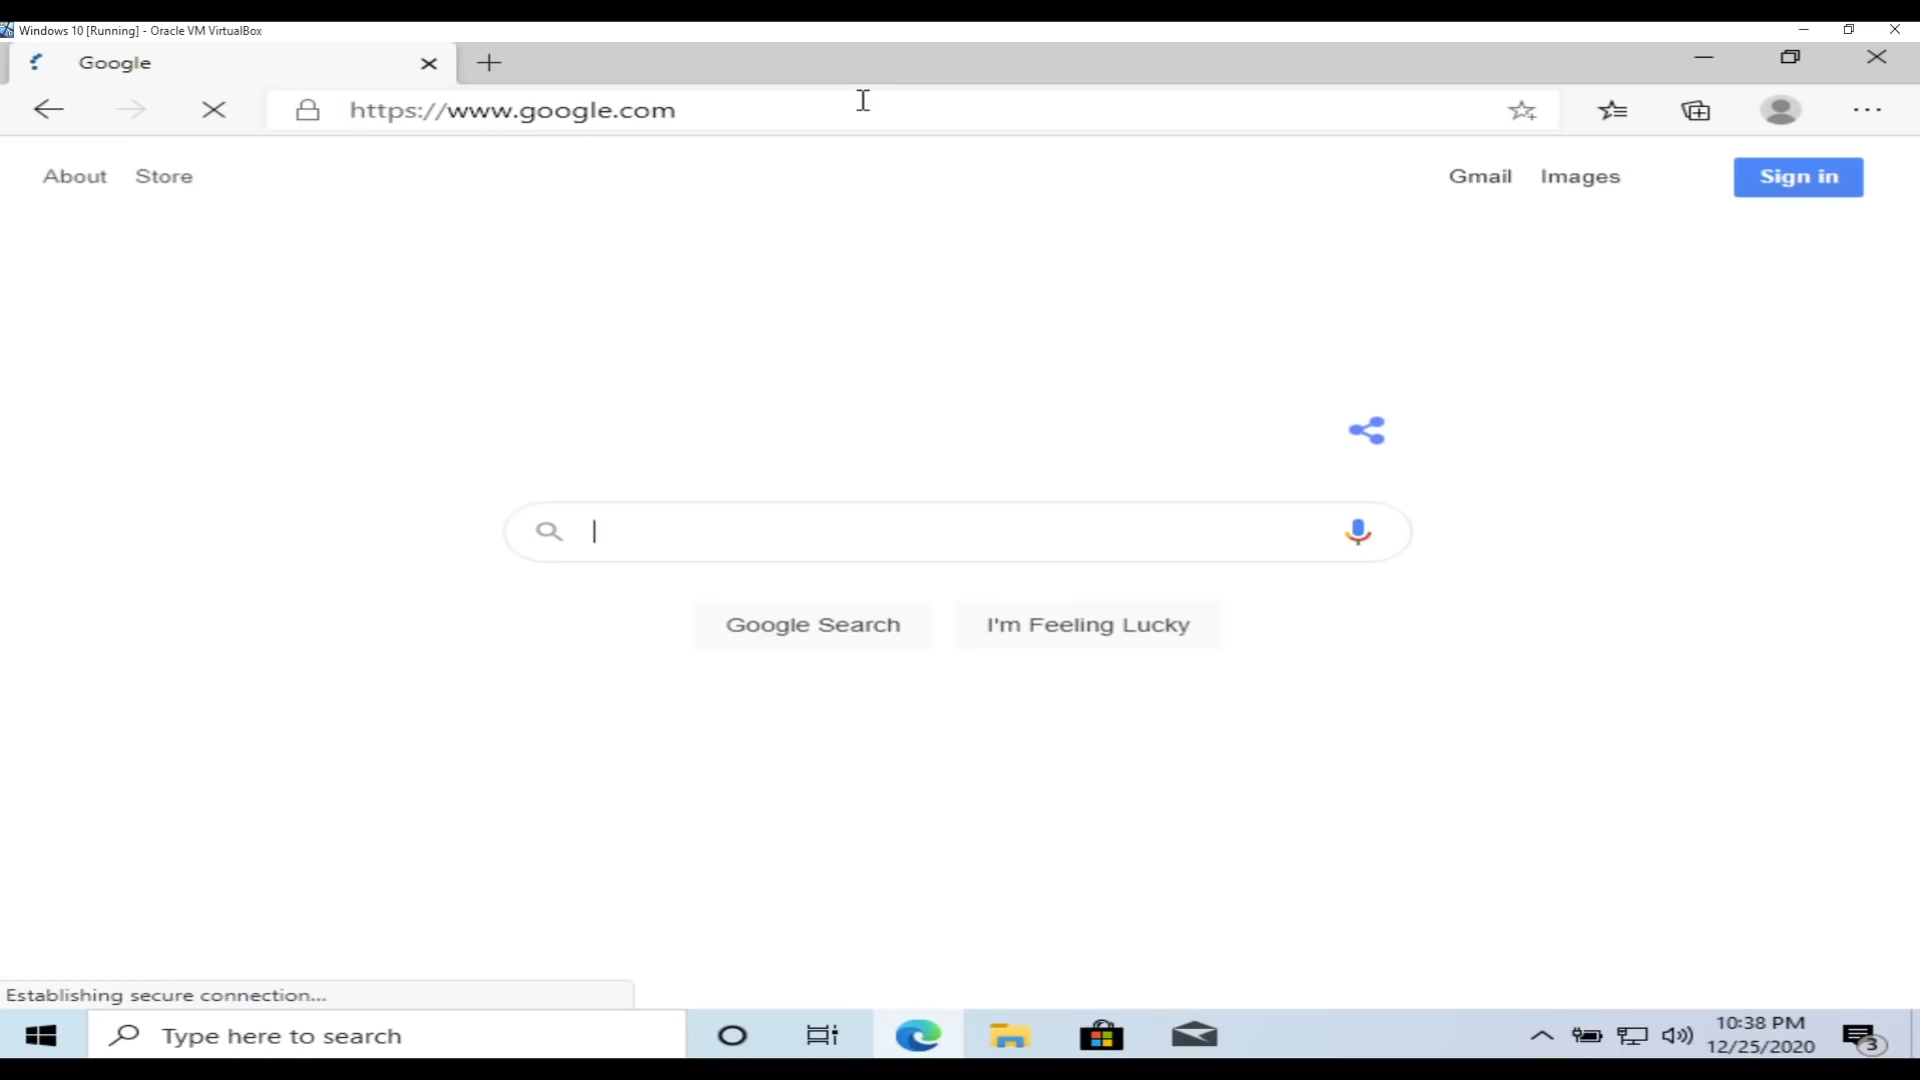 Windows 10 [Running] - Oracle VM VirtualBox
Google
https://www.google.com
About Store Gmail Images Sign in
Google Search I'm Feeling Lucky
Establishing secure connection...
Type here to search
10:38 PM
12/25/2020
3